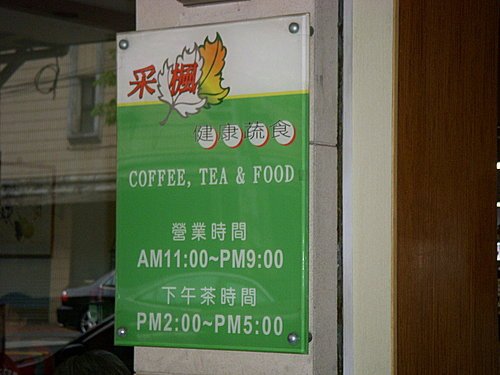 采楓
健康蔬食
COFFEE, TEA & FOOD
營業時間
AM11:00~PM9:00
下午茶時間
PM2:00~PM5:00